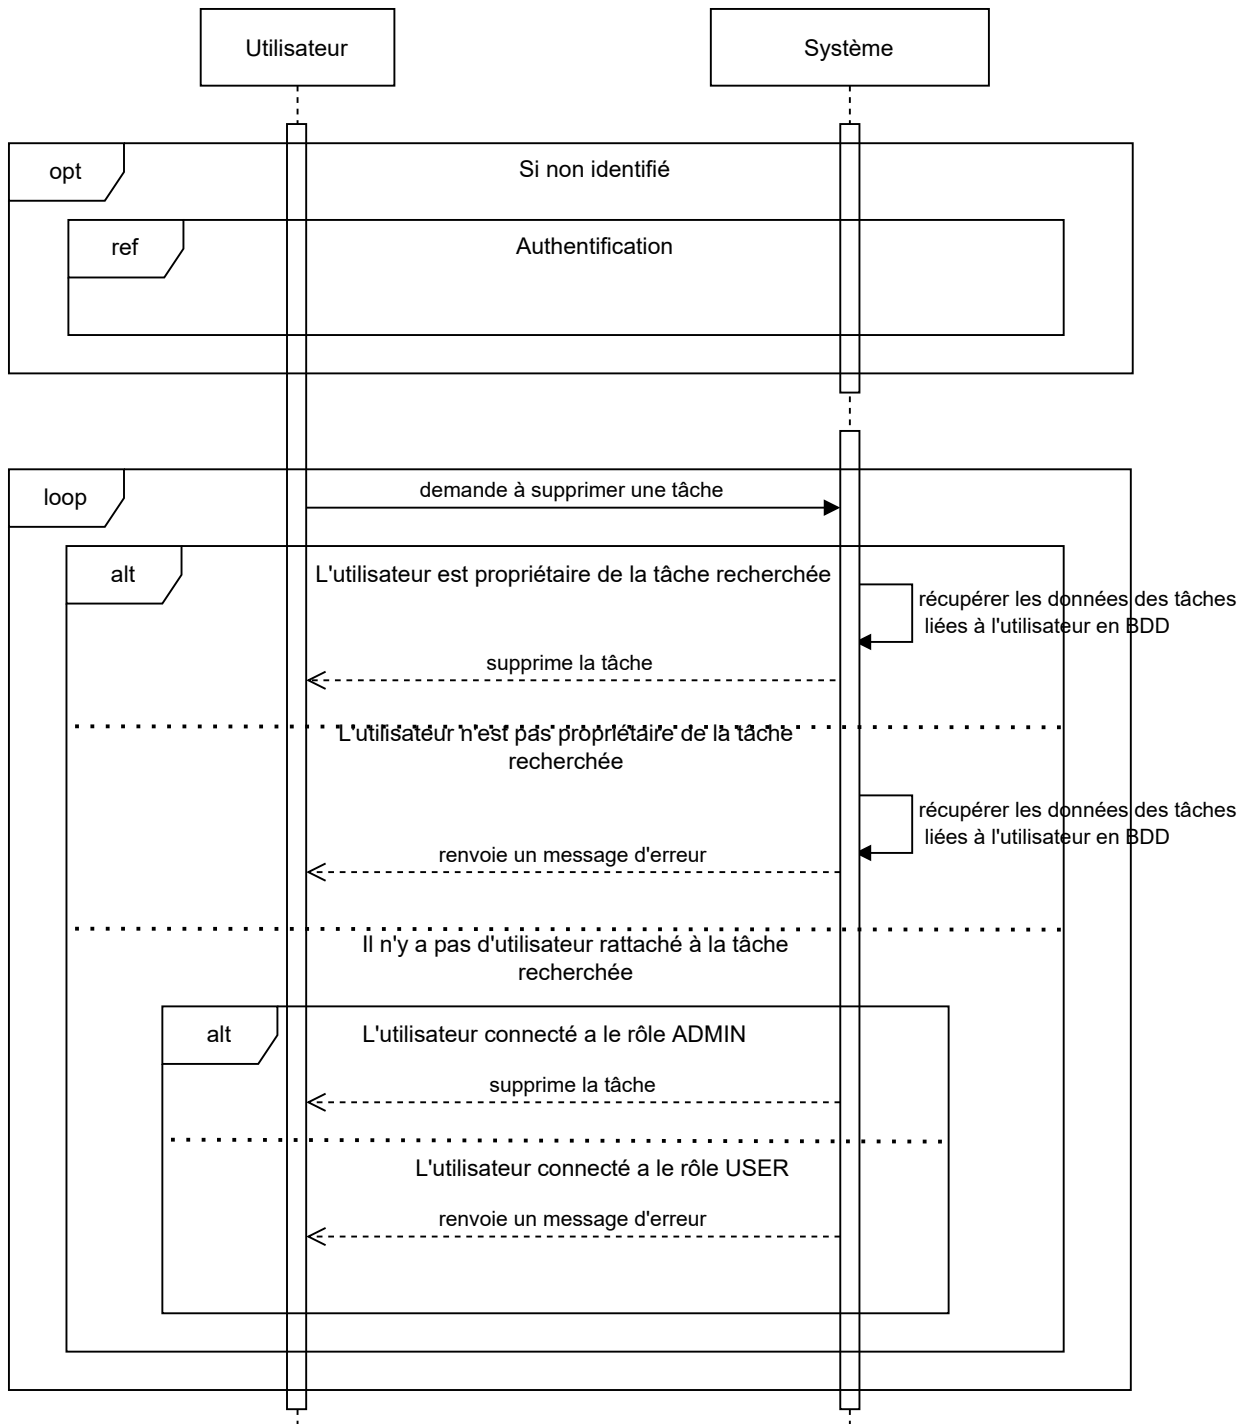 Utilisateur
Système
opt
Si non identifié
ref
Authentification
loop
demande à supprimer une tâche
alt
L'utilisateur est propriétaire de la tâche recherchée
récupérer les données des tâches
liées à l'utilisateur en BDD
supprime la tâche
L'utilisateur n'est pas propriétaire de la tâche
recherchée
récupérer les données des tâches
liées à l'utilisateur en BDD
renvoie un message d'erreur
Il n'y a pas d'utilisateur rattaché à la tâche
recherchée
alt
L'utilisateur connecté a le rôle ADMIN
supprime la tâche
L'utilisateur connecté a le rôle USER
renvoie un message d'erreur